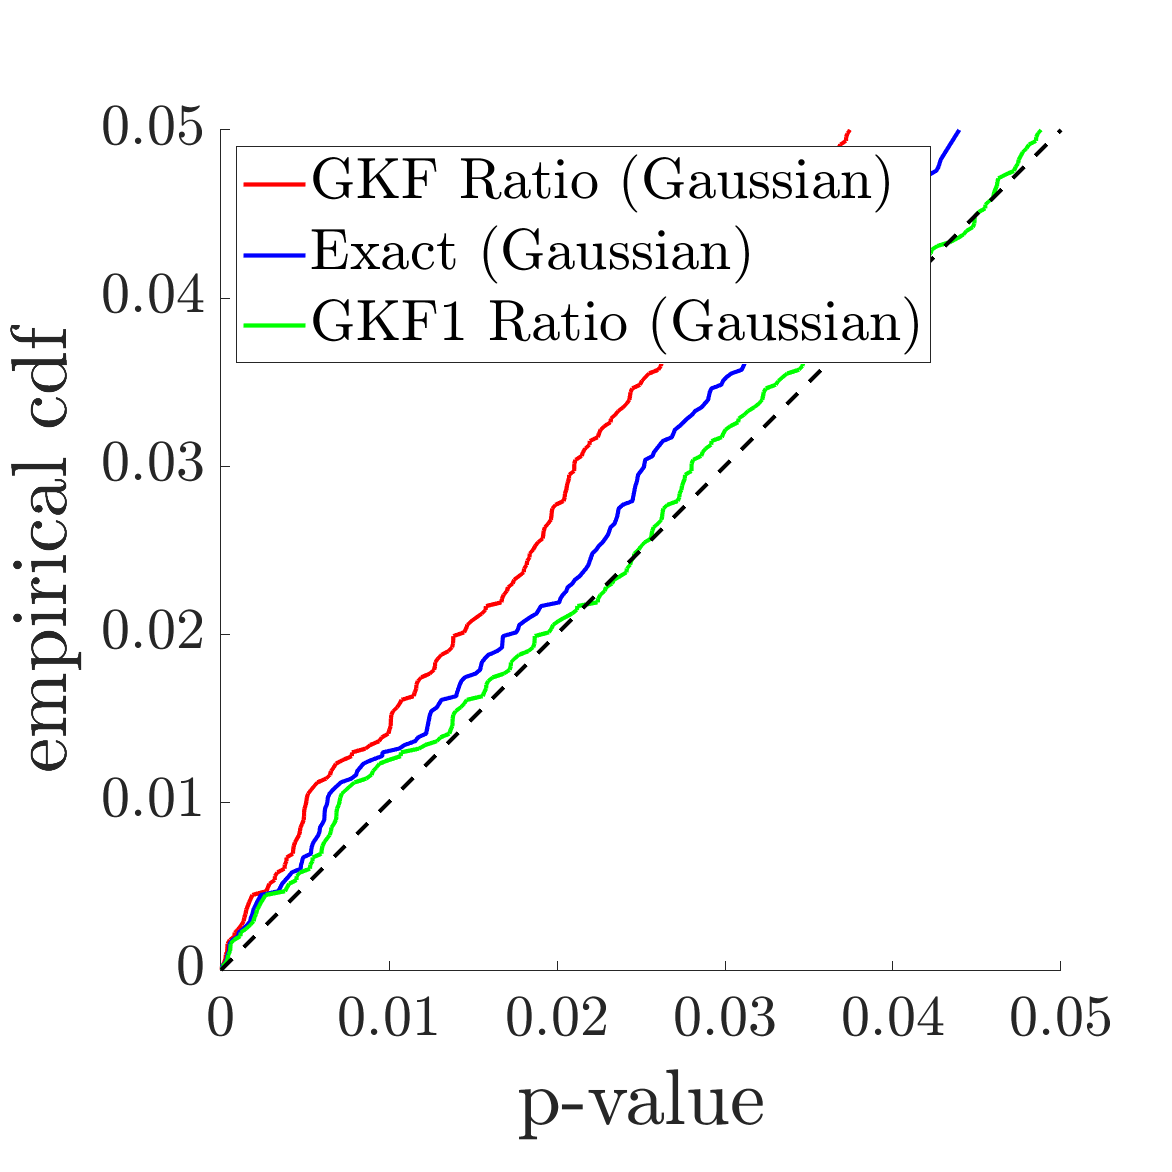 0.05
GKF Ratio (Gaussian)
Exact (Gaussian)
0.04
GKF1 Ratio (Gaussian)
0.03
0.02
0.01
0
empirical cdf
0 0.01 0.02 0.03 0.04 0.05
p-value